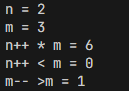 n = 2
m = 3
n++ * m = 6
n++ < m = 0
m-- >m = 1